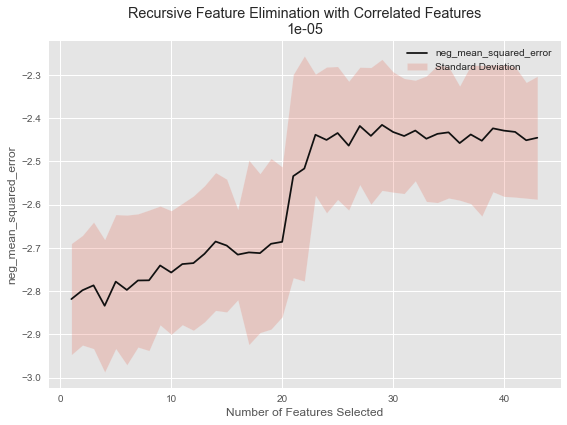 Recursive Feature Elimination with Correlated Features
1e-05
neg_mean_squared_error
Standard Deviation
−2.3
−2.4
−2.5
−2.6
−2.7
−2.8
−2.9
−3.0
neg_mean_squared_error
0 10 20 30 40
Number of Features Selected